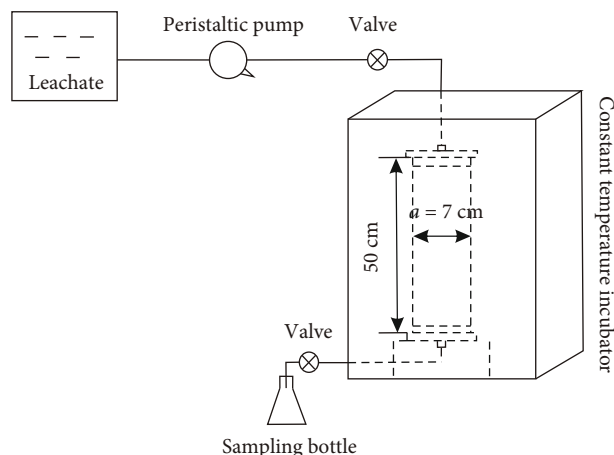 Peristaltic pump
Valve
Leachate
Constant temperature incubator
a = 7 cm
50 cm
Valve
Sampling bottle